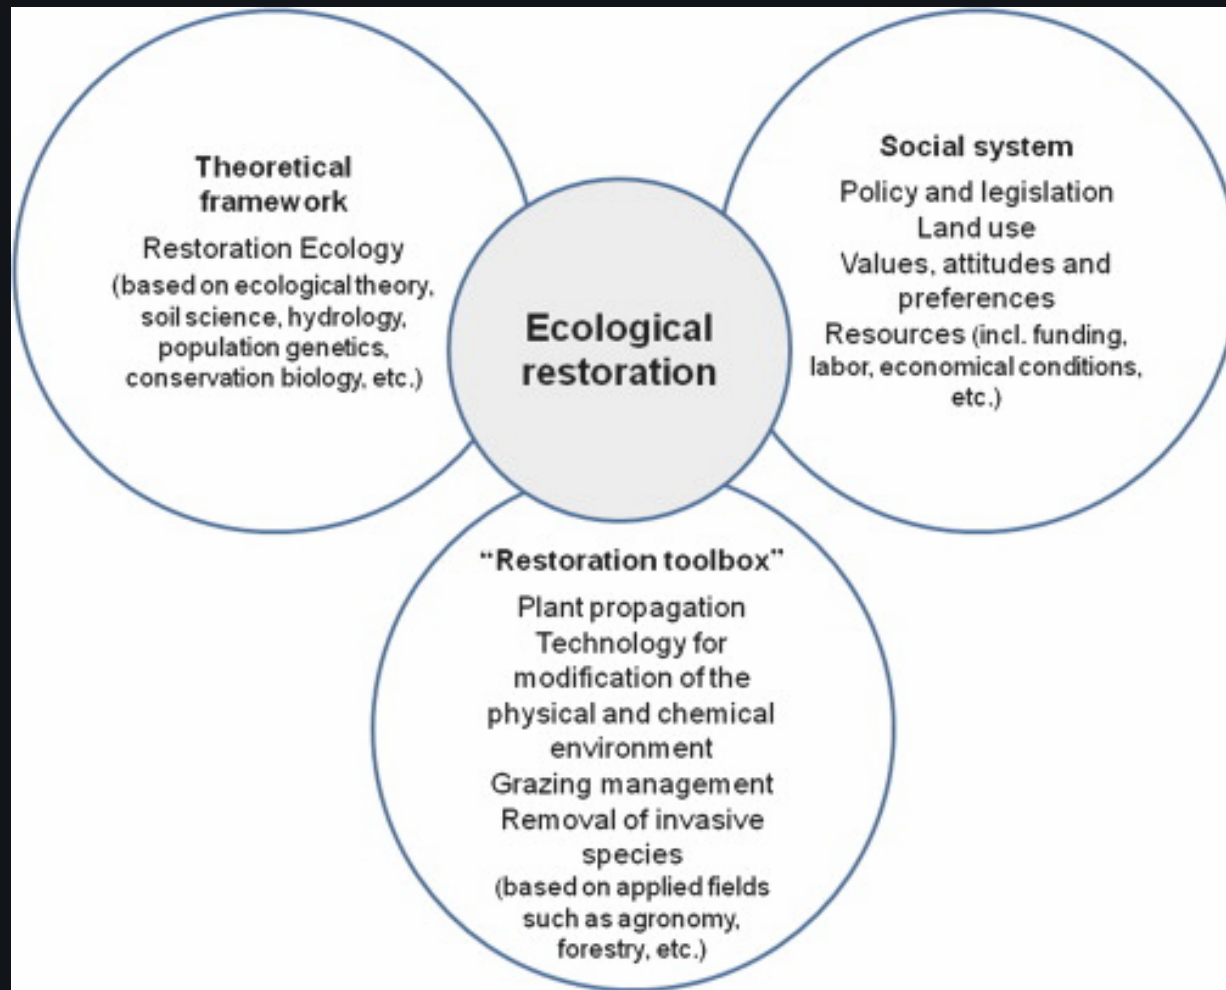 Theoretical
framework
Restoration Ecology
(based on ecological theory,
soil science, hydrology,
population genetics,
conservation biology, etc.)
Ecological
restoration
Social system
Policy and legislation
Land use
Values, attitudes and
preferences
Resources (incl. funding,
labor, economical conditions,
etc.)
“Restoration toolbox”
Plant propagation
Technology for
modification of the
physical and chemical
environment
Grazing management
Removal of invasive
species
(based on applied fields
such as agronomy,
forestry, etc.)